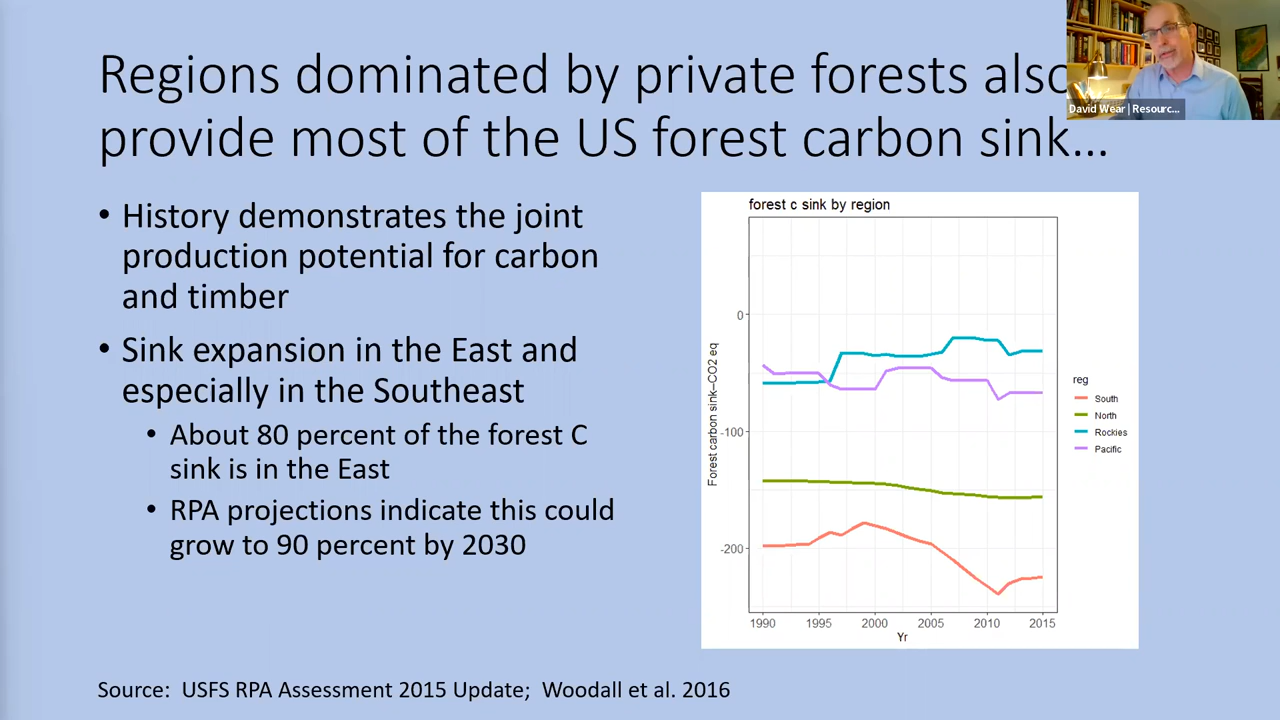 Regions dominated by private forests also
provide most of the US forest carbon sink...
David Wear | Resourc...
• History demonstrates the joint
production potential for carbon
and timber
• Sink expansion in the East and
especially in the Southeast
• About 80 percent of the forest C
sink is in the East
• RPA projections indicate this could
grow to 90 percent by 2030
forest c sink by region
Forest carbon sink--CO2 eq
0
-100
-200
1990 1995 2000 2005 2010 2015
Yr
reg
South
North
Rockies
Pacific
Source: USFS RPA Assessment 2015 Update; Woodall et al. 2016